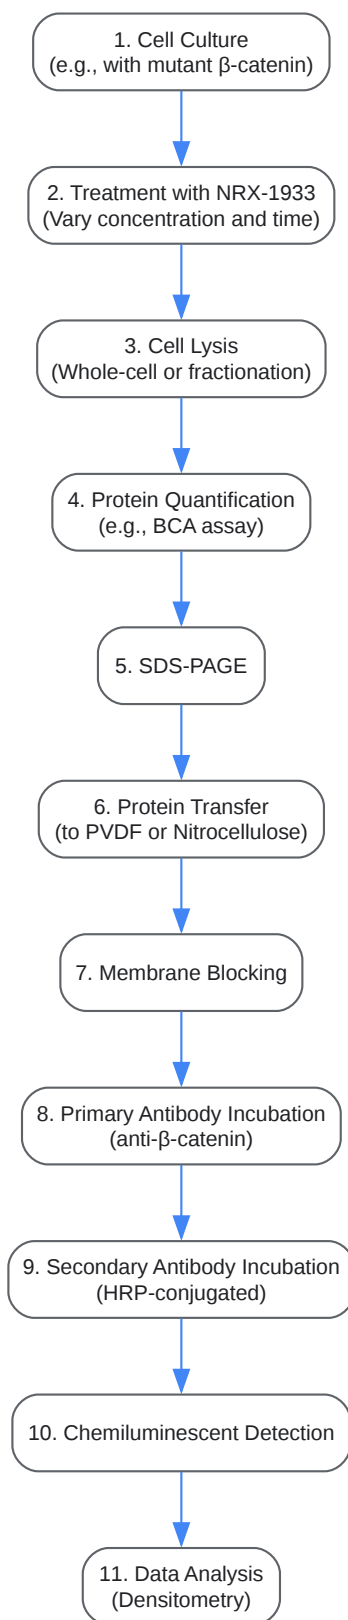 1. Cell Culture
(e.g., with mutant β-catenin)
2. Treatment with NRX-1933
(Vary concentration and time)
3. Cell Lysis
(Whole-cell or fractionation)
4. Protein Quantification
(e.g., BCA assay)
5. SDS-PAGE
6. Protein Transfer
(to PVDF or Nitrocellulose)
7. Membrane Blocking
8. Primary Antibody Incubation
(anti-β-catenin)
9. Secondary Antibody Incubation
(HRP-conjugated)
10. Chemiluminescent Detection
11. Data Analysis
(Densitometry)